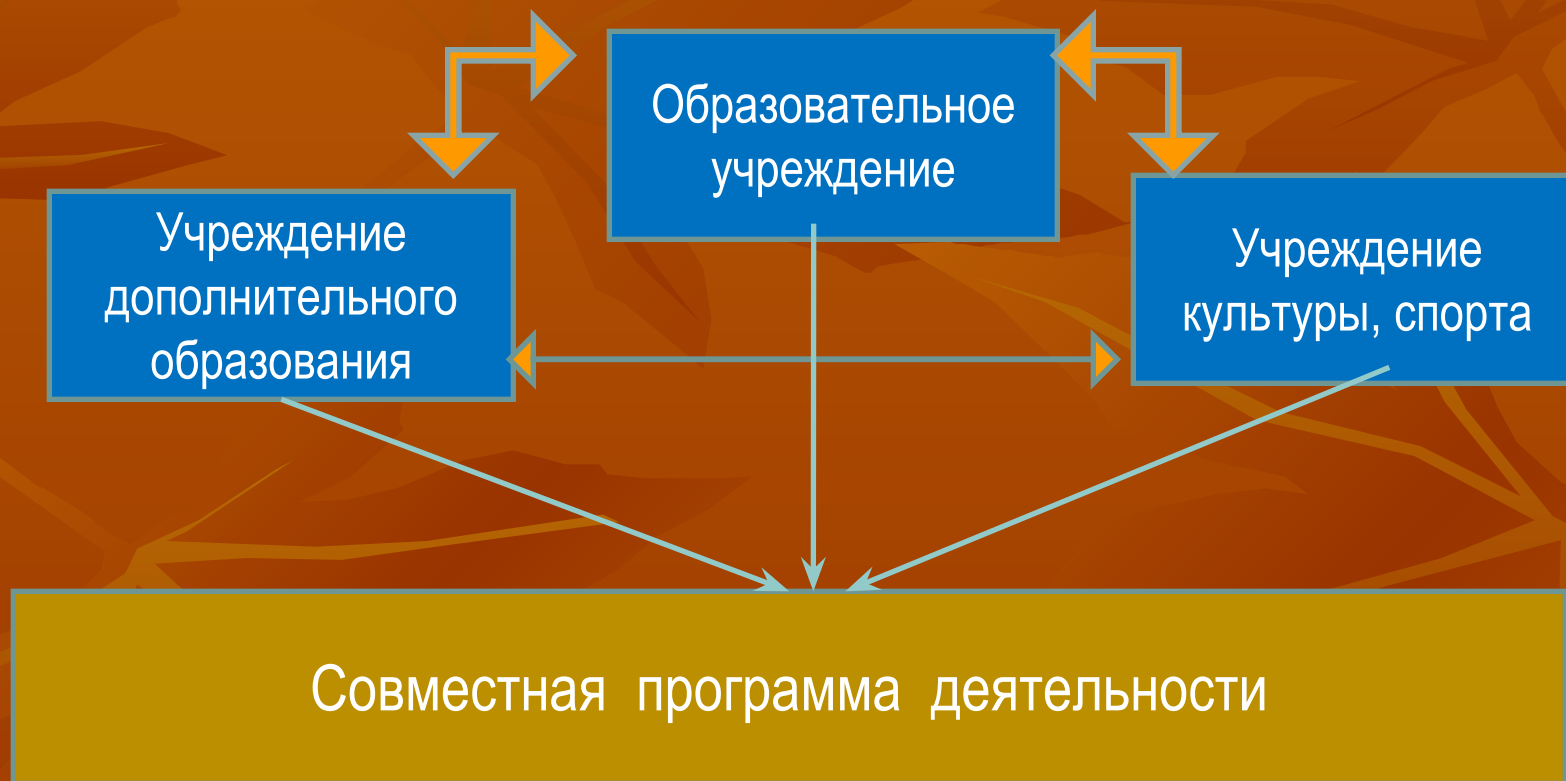 Образовательное
учреждение
Учреждение
дополнительного
образования
Учреждение
культуры, спорта
Совместная программа деятельности